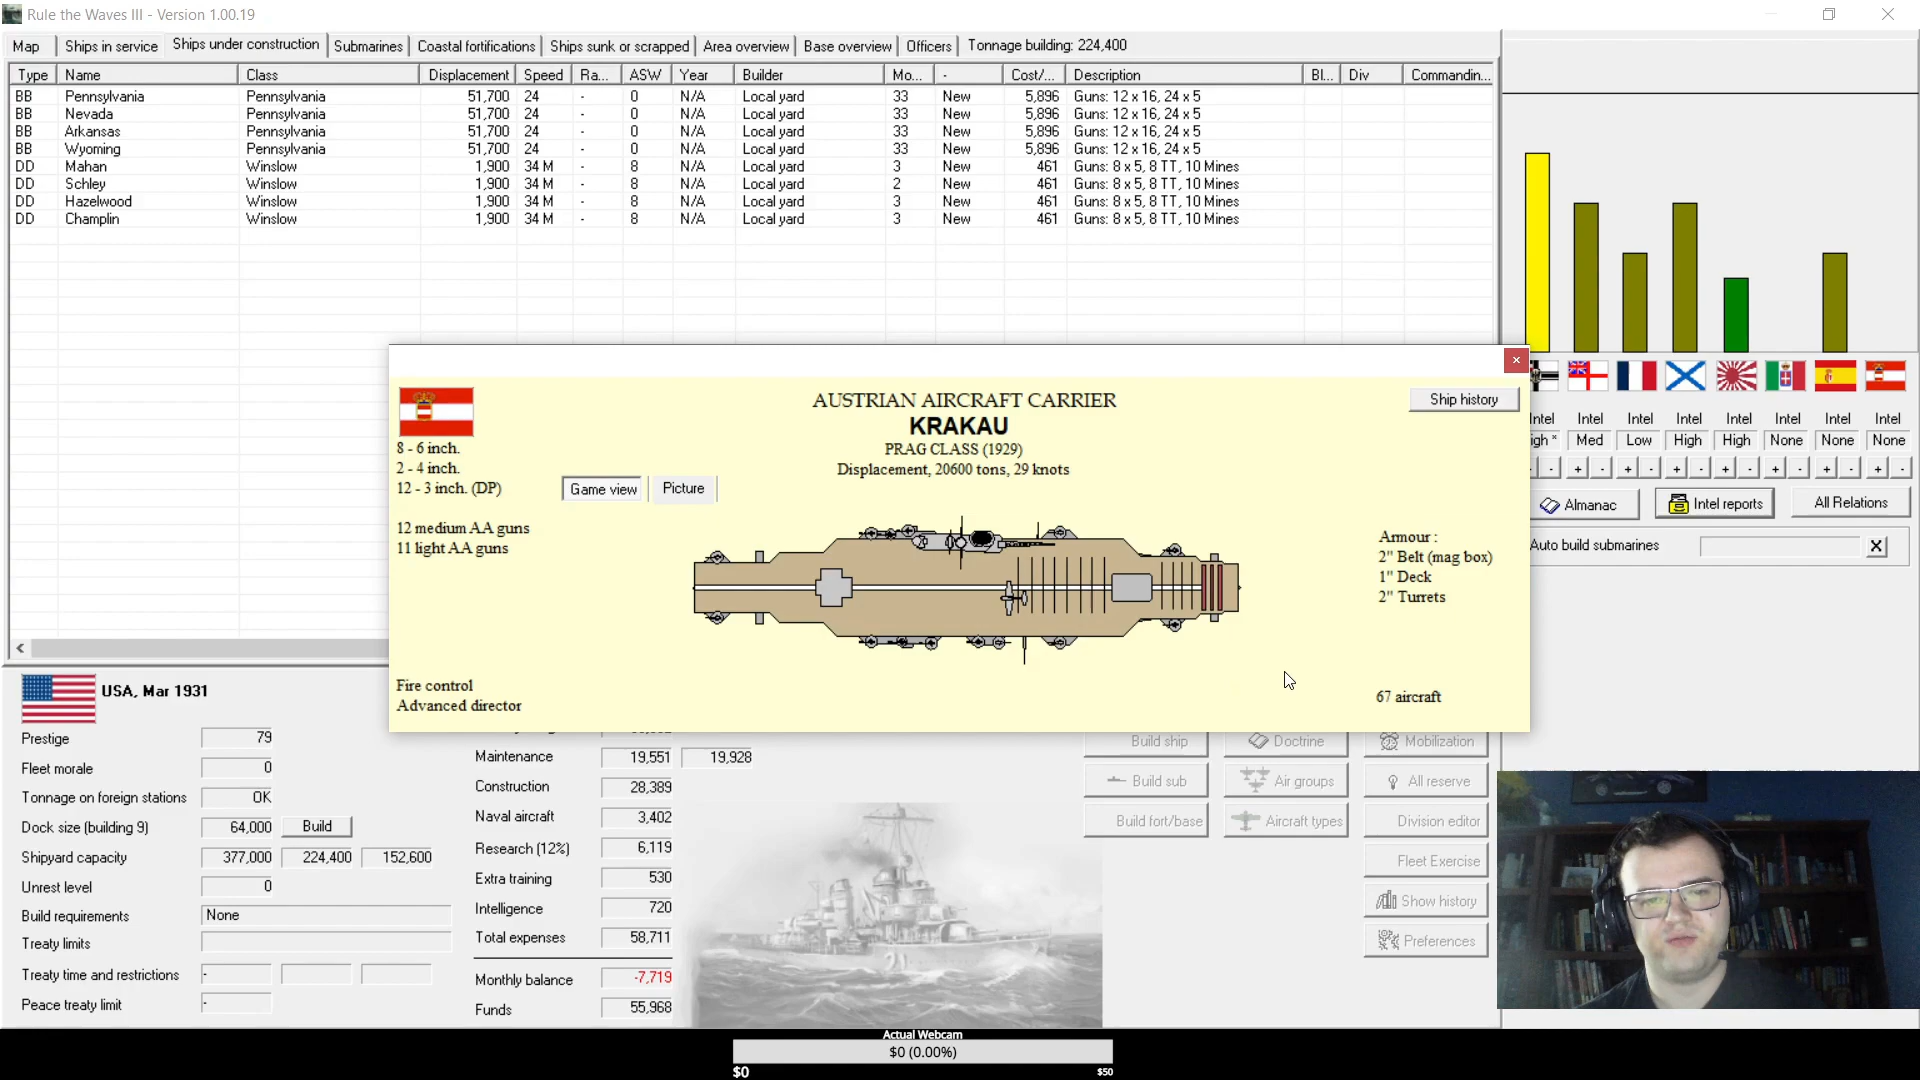 Rule the Waves III - Version 1.00.19
Map Ships in service Ships under construction Submarines Coastal fortifications Ships sunk or scrapped Area overview Base overview Officers Tonnage building: 224,400
Type Name Class Displacement Speed Ra... ASW Year Builder Mo... - Cost/... Description Bl... Div Commandin...
BB Pennsylvania Pennsylvania 51,700 24 - 0 N/A Local yard 33 New 5,896 Guns: 12 x 16, 24 x 5
BB Nevada Pennsylvania 51,700 24 - 0 N/A Local yard 33 New 5,896 Guns: 12 x 16, 24 x 5
BB Arkansas Pennsylvania 51,700 24 - 0 N/A Local yard 33 New 5,896 Guns: 12 x 16, 24 x 5
BB Wyoming Pennsylvania 51,700 24 - 0 N/A Local yard 33 New 5,896 Guns: 12 x 16, 24 x 5
DD Mahan Winslow 1,900 34 M - 8 N/A Local yard 3 New 461 Guns: 8 x 5, 8 TT, 10 Mines
DD Schley Winslow 1,900 34 M - 8 N/A Local yard 2 New 461 Guns: 8 x 5, 8 TT, 10 Mines
DD Hazelwood Winslow 1,900 34 M - 8 N/A Local yard 3 New 461 Guns: 8 x 5, 8 TT, 10 Mines
DD Champlin Winslow 1,900 34 M - 8 N/A Local yard 3 New 461 Guns: 8 x 5, 8 TT, 10 Mines
AUSTRIAN AIRCRAFT CARRIER
Ship history
KRAKAU
PRAG CLASS (1929)
Displacement, 20600 tons, 29 knots
8 - 6 inch.
2 - 4 inch.
12 - 3 inch. (DP)
Game view Picture
12 medium AA guns
11 light AA guns
Armour :
2" Belt (mag box)
1" Deck
2" Turrets
Fire control
Advanced director
67 aircraft
Intel Intel Intel Intel Intel Intel Intel
Med Low High High None None None
+ - + - + - + - + - + - + -
Almanac Intel reports All Relations
Auto build submarines X
USA, Mar 1931
Prestige 79
Fleet morale 0
Tonnage on foreign stations OK
Dock size (building 9) 64,000 Build
Shipyard capacity 377,000 224,400 152,600
Unrest level 0
Build requirements None
Treaty limits
Treaty time and restrictions -
Peace treaty limit -
Maintenance 19,551 19,928
Construction 28,389
Naval aircraft 3,402
Research (12%) 6,119
Extra training 530
Intelligence 720
Total expenses 58,711
Monthly balance -7,719
Funds 55,968
Build ship Doctrine Mobilization
Build sub Air groups All reserve
Build fort/base Aircraft types Division editor
Fleet Exercise
Show history
Preferences
21
Actual Webcam
$0 (0.00%)
$0 $50